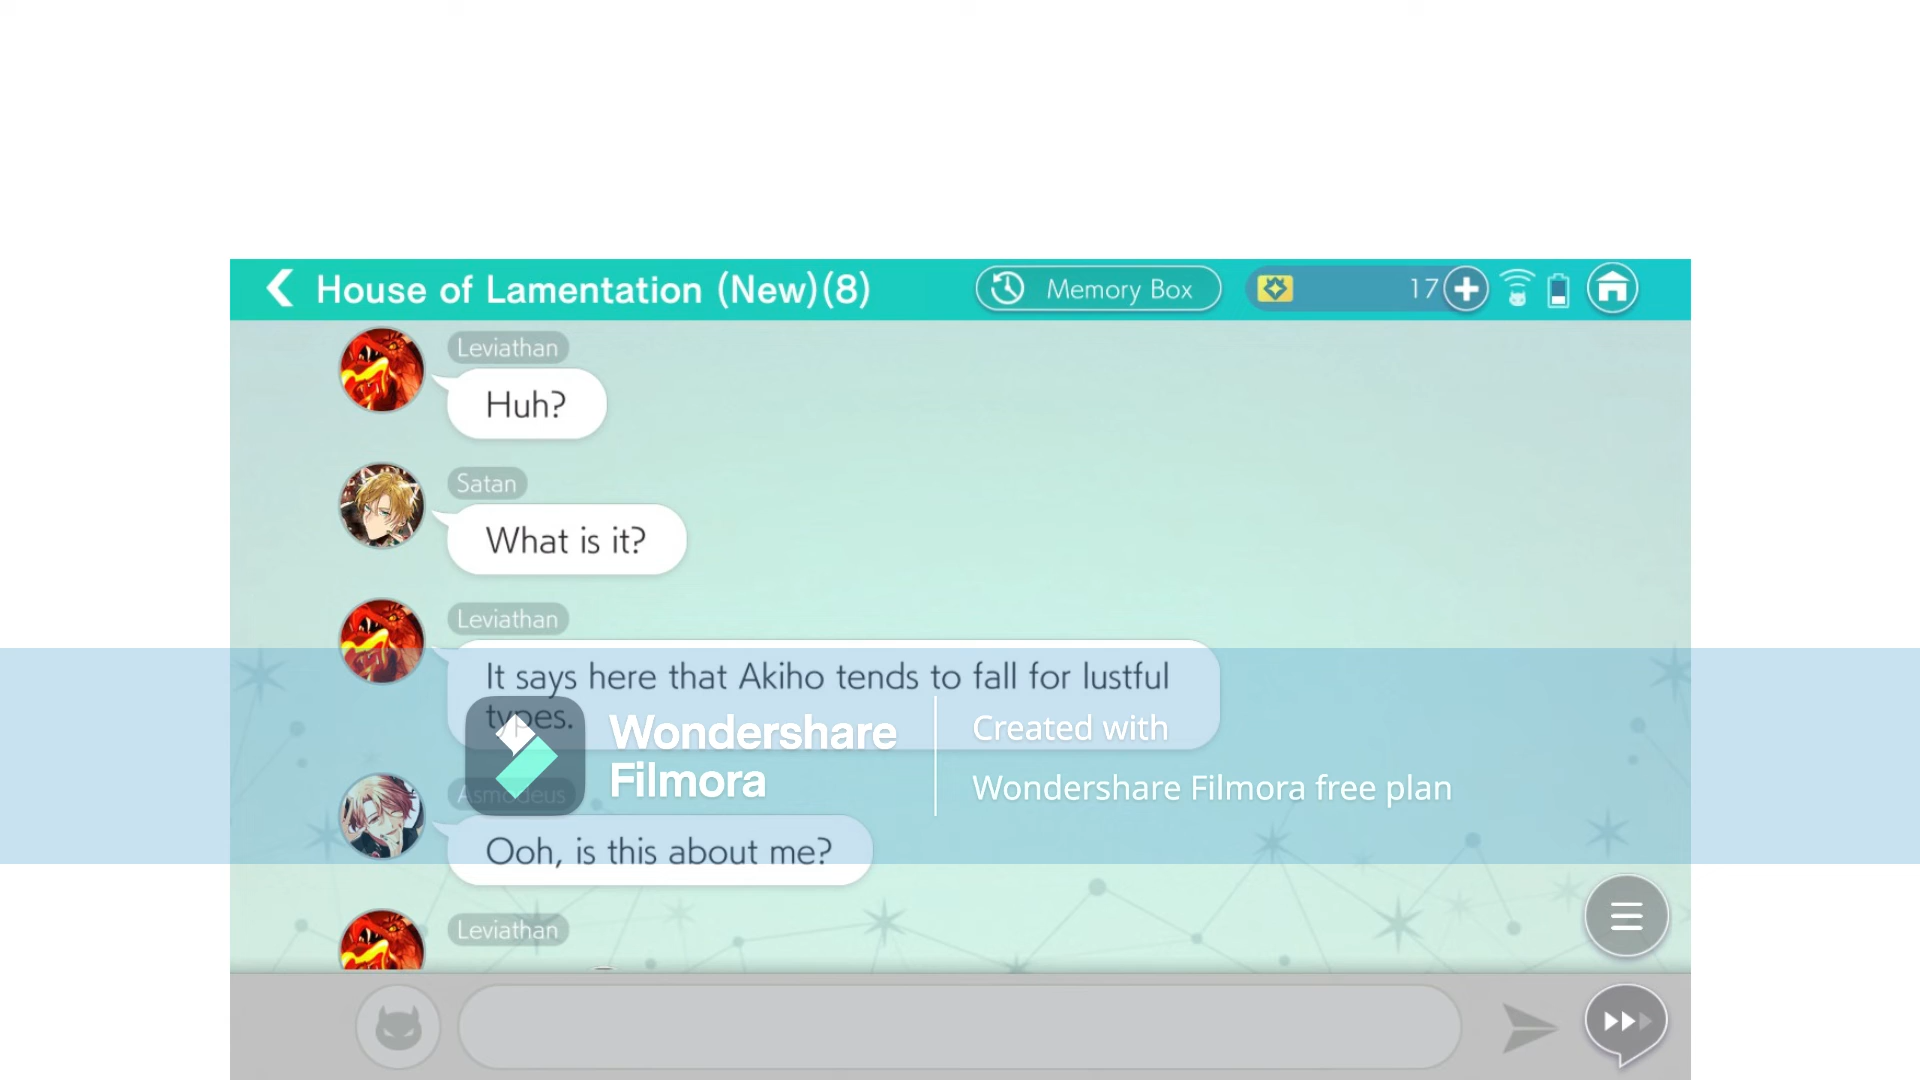 House of Lamentation (New)(8)
Memory Box
17
Leviathan
Huh?
Satan
What is it?
Leviathan
It says here that Akiho tends to fall for lustful
types.
Wondershare
Filmora
Created with
Wondershare Filmora free plan
Asmodeus
Ooh, is this about me?
Leviathan